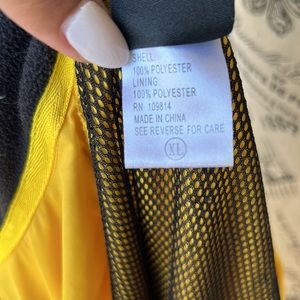 SHELL:
100% POLYESTER
LINING:
100% POLYESTER
RN 109814
MADE IN CHINA
SEE REVERSE FOR CARE
XL